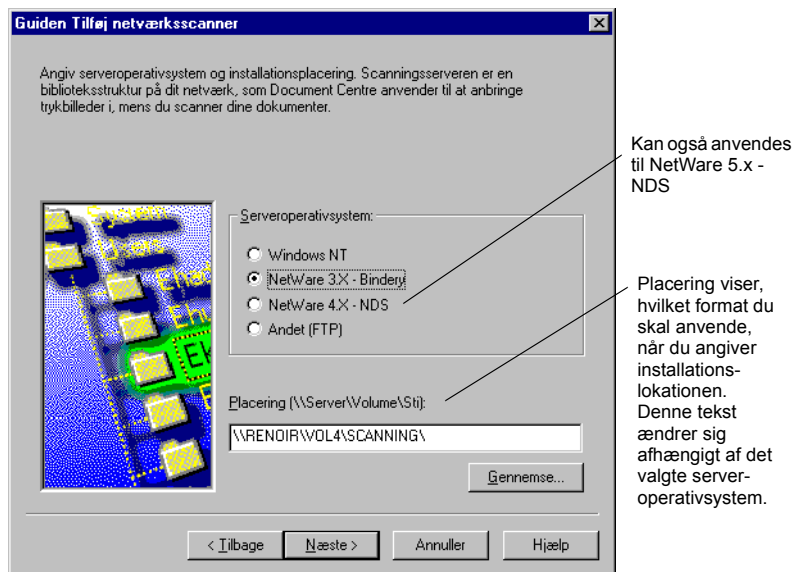 Guiden Tilføj netværksscanner
Angiv serveroperativsystem og installationsplacering. Scanningsserveren er en
biblioteksstruktur på dit netværk, som Document Centre anvender til at anbringe
trykbilleder i, mens du scanner dine dokumenter.
Kan også anvendes
til NetWare 5.x -
NDS
Serveroperativsystem:
Windows NT
NetWare 3.X - Bindery
NetWare 4.X - NDS
Andet (FTP)
Placering viser,
hvilket format du
skal anvende,
når du angiver
installations-
lokationen.
Denne tekst
ændrer sig
afhængigt af det
valgte server-
operativsystem.
Placering (\\Server\Volume\Sti):
\\RENOIR\VOL4\SCANNING\
Gennemse...
< Tilbage
Næste >
Annuller
Hjælp